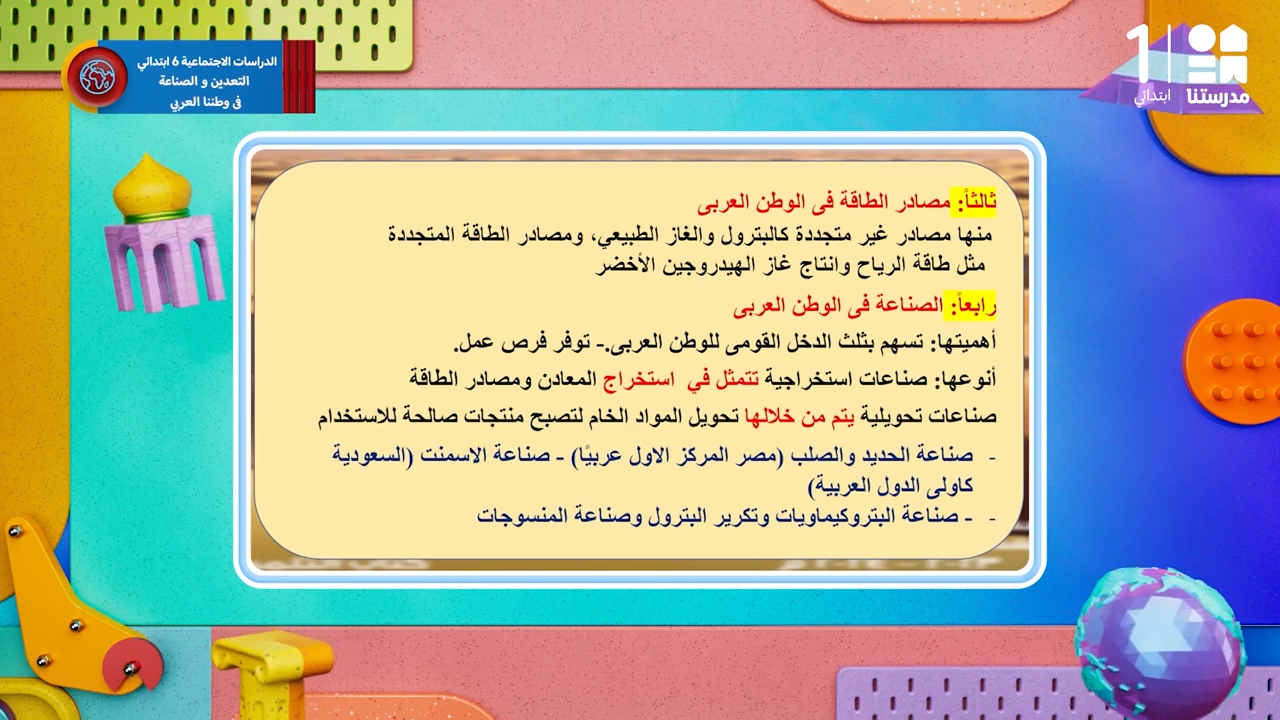 الدراسات الاجتماعية 6 ابتدائي
التعدين و الصناعة
فى وطننا العربي
1 ابتدائي
مدرستنا
ثالثاً: مصادر الطاقة فى الوطن العربى
منها مصادر غير متجددة كالبترول والغاز الطبيعي، ومصادر الطاقة المتجددة
مثل طاقة الرياح وانتاج غاز الهيدروجين الأخضر
رابعاً: الصناعة فى الوطن العربى
أهميتها: تسهم بثلث الدخل القومى للوطن العربى.- توفر فرص عمل.
أنوعها: صناعات استخراجية تتمثل في استخراج المعادن ومصادر الطاقة
صناعات تحويلية يتم من خلالها تحويل المواد الخام لتصبح منتجات صالحة للاستخدام
- صناعة الحديد والصلب (مصر المركز الاول عربيًا) - صناعة الاسمنت (السعودية
كاولى الدول العربية)
- - صناعة البتروكيماويات وتكرير البترول وصناعة المنسوجات